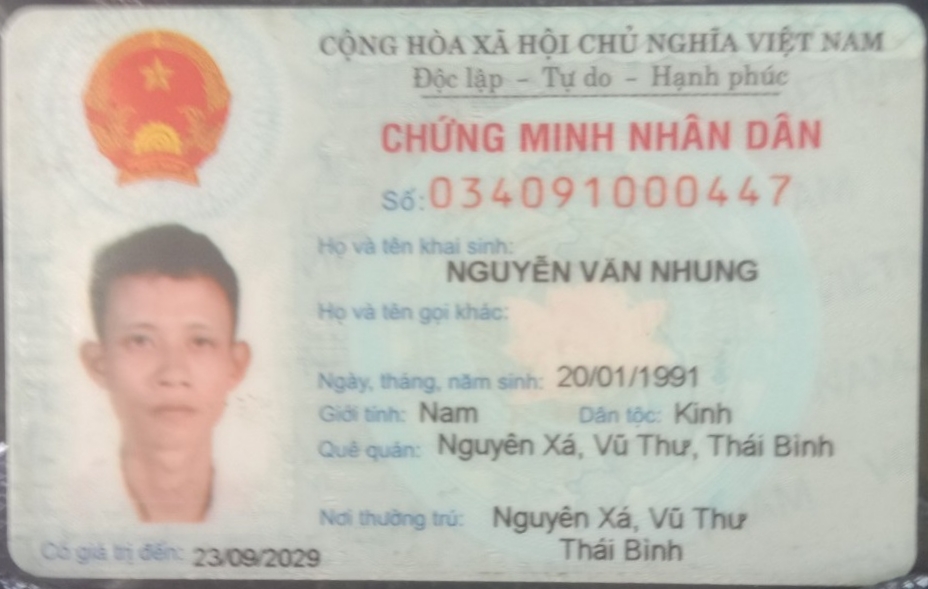 CỘNG HÒA XÃ HỘI CHỦ NGHĨA VIỆT NAM
Độc lập - Tự do - Hạnh phúc
CHỨNG MINH NHÂN DÂN
Số: 034091000447
Họ và tên khai sinh:
NGUYỄN VĂN NHUNG
Họ và tên gọi khác:
Ngày, tháng, năm sinh: 20/01/1991
Giới tính: Nam Dân tộc: Kinh
Quê quán: Nguyên Xá, Vũ Thư, Thái Bình
Nơi thường trú: Nguyên Xá, Vũ Thư
Thái Bình
Có giá trị đến: 23/09/2029